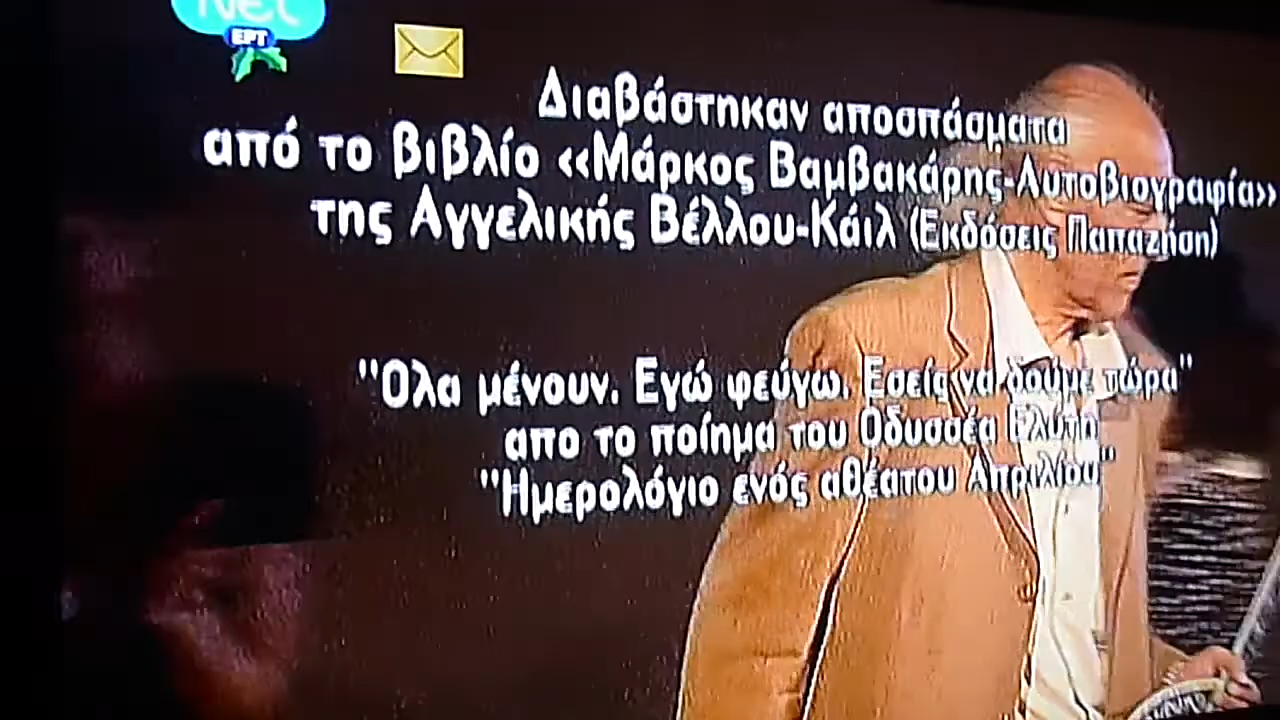 Net
ΕΡΤ
Διαβάστηκαν αποσπάσματα
από το βιβλίο «Μάρκος Βαμβακάρης-Αυτοβιογραφία»
της Αγγελικής Βέλλου-Κάιλ (Εκδόσεις Παπαζήση)
"Ολα μένουν. Εγώ φεύγω. Εσείς να δούμε τώρα"
απο το ποίημα του Οδυσσέα Ελύτη
"Ημερολόγιο ενός αθέατου Απριλίου"